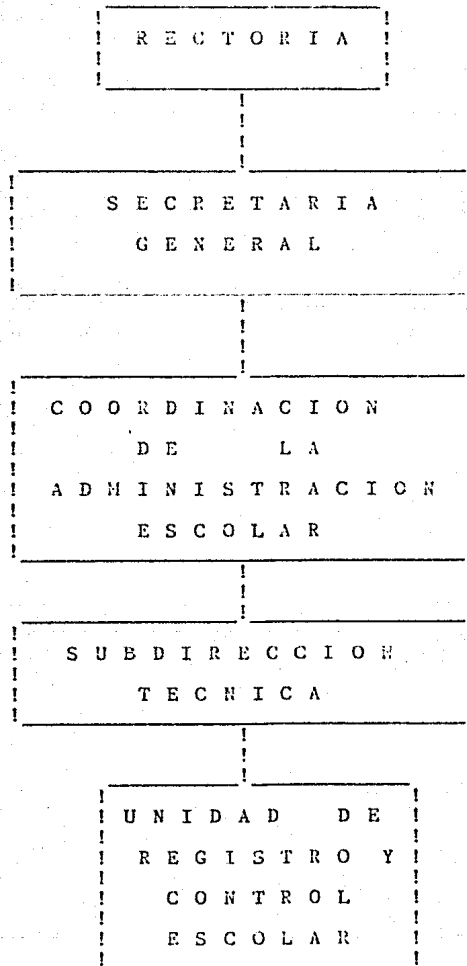 RECTORIA
SECRETARIA
GENERAL
COORDINACION
DE LA
ADMINISTRACION
ESCOLAR
SUBDIRECCION
TECNICA
UNIDAD DE
REGISTRO Y
CONTROL
ESCOLAR